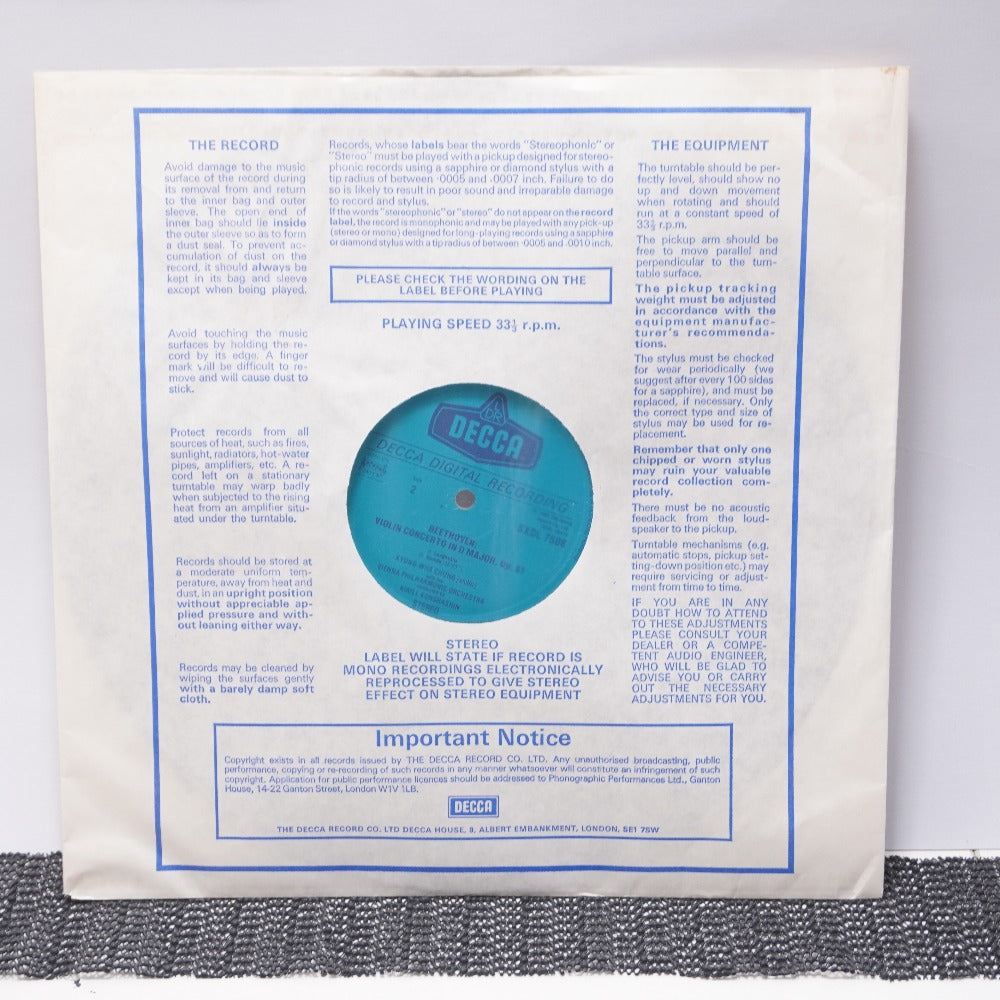 THE RECORD
Avoid damage to the music
surface of the record during
its removal from and return
to the inner bag and outer
sleeve. The open end of
inner bag should lie inside
the outer sleeve so as to form
a dust seal. To prevent ac-
cumulation of dust on the
record, it should always be
kept in its bag and sleeve
except when being played.
Avoid touching the music
surfaces by holding the re-
cord by its edge. A finger
mark will be difficult to re-
move and will cause dust to
stick.
Protect records from all
sources of heat, such as fires,
sunlight, radiators, hot-water
pipes, amplifiers, etc. A re-
cord left on a stationary
turntable may warp badly
when subjected to the rising
heat from an amplifier situ-
ated under the turntable.
Records should be stored at
a moderate uniform tem-
perature, away from heat and
dust, in an upright position
without appreciable ap-
plied pressure and with-
out leaning either way.
Records may be cleaned by
wiping the surfaces gently
with a barely damp soft
cloth.
Records, whose labels bear the words "Stereophonic" or
"Stereo" must be played with a pickup designed for stereo-
phonic records using a sapphire or diamond stylus with a
tip radius of between ·0005 and ·0007 inch. Failure to do
so is likely to result in poor sound and irreparable damage
to record and stylus.
If the words "stereophonic" or "stereo" do not appear on the record
label, the record is monophonic and may be played with any pick-up
(stereo or mono) designed for long-playing records using a sapphire
or diamond stylus with a tip radius of between ·0005 and ·0010 inch.
PLEASE CHECK THE WORDING ON THE
LABEL BEFORE PLAYING
PLAYING SPEED 33⅓ r.p.m.
DECCA
DECCA DIGITAL RECORDING
2
SXDL 7508
BEETHOVEN:
VIOLIN CONCERTO IN D MAJOR, Op. 61
KYUNG WHA CHUNG
VIENNA PHILHARMONIC ORCHESTRA
KIRILL KONDRASHIN
STEREO
STEREO
LABEL WILL STATE IF RECORD IS
MONO RECORDINGS ELECTRONICALLY
REPROCESSED TO GIVE STEREO
EFFECT ON STEREO EQUIPMENT
THE EQUIPMENT
The turntable should be per-
fectly level, should show no
up and down movement
when rotating and should
run at a constant speed of
33⅓ r.p.m.
The pickup arm should be
free to move parallel and
perpendicular to the turn-
table surface.
The pickup tracking
weight must be adjusted
in accordance with the
equipment manufac-
turer's recommenda-
tions.
The stylus must be checked
for wear periodically (we
suggest after every 100 sides
for a sapphire), and must be
replaced, if necessary. Only
the correct type and size of
stylus may be used for re-
placement.
Remember that only one
chipped or worn stylus
may ruin your valuable
record collection com-
pletely.
There must be no acoustic
feedback from the loud-
speaker to the pickup.
Turntable mechanisms (e.g.
automatic stops, pickup set-
ting-down position etc.) may
require servicing or adjust-
ment from time to time.
IF YOU ARE IN ANY
DOUBT HOW TO ATTEND
TO THESE ADJUSTMENTS
PLEASE CONSULT YOUR
DEALER OR A COMPE-
TENT AUDIO ENGINEER,
WHO WILL BE GLAD TO
ADVISE YOU OR CARRY
OUT THE NECESSARY
ADJUSTMENTS FOR YOU.
Important Notice
Copyright exists in all records issued by THE DECCA RECORD CO. LTD. Any unauthorised broadcasting, public
performance, copying or re-recording of such records in any manner whatsoever will constitute an infringement of such
copyright. Application for public performance licences should be addressed to Phonographic Performances Ltd., Ganton
House, 14-22 Ganton Street, London W1V 1LB.
DECCA
THE DECCA RECORD CO. LTD DECCA HOUSE, 9, ALBERT EMBANKMENT, LONDON, SE1 7SW